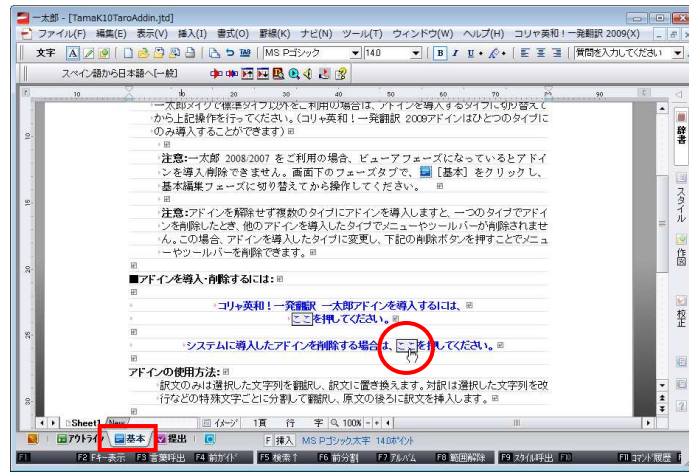 一太郎 - [TamaK10TaroAddin.jtd]
ファイル(F) 編集(E) 表示(V) 挿入(I) 書式(O) 罫線(K) ナビ(N) ツール(T) ウィンドウ(W) ヘルプ(H) コリャ英和！一発翻訳 2009(X)
文字 MS Pゴシック 14.0 B I U 質問を入力してください
スペイン語から日本語へ[一般]
10 10 20 30 40 50 60 70 80 90
一太郎メイクで標準タイプ以外をご利用の場合は、アドインを導入するタイプに切り替えて
から上記操作を行ってください。(コリャ英和！一発翻訳 2009アドインはひとつのタイプに
のみ導入することができます)
注意:一太郎 2008/2007 をご利用の場合、ビューアフェーズになっているとアドイ
ンを導入/削除できません。画面下のフェーズタブで、 [基本] をクリックし、
基本編集フェーズに切り替えてから操作してください。
注意:アドインを解除せず複数のタイプにアドインを導入しますと、一つのタイプでアドイ
ンを削除したとき、他のアドインを導入したタイプでメニューやツールバーが削除されませ
ん。この場合、アドインを導入したタイプに変更し、下記の削除ボタンを押すことでメニュ
ーやツールバーを削除できます。
■アドインを導入・削除するには:
コリャ英和！一発翻訳 一太郎アドインを導入するには、
ここを押してください。
システムに導入したアドインを削除する場合は、ここを押してください。
アドインの使用方法:
訳文のみは選択した文字列を翻訳し、訳文に置き換えます。対訳は選択した文字列を改
行などの特殊文字ごとに分割して翻訳し、原文の後ろに訳文を挿入します。
辞書
スタイル
作図
校正
Sheet1 New イメージ 1頁 行 字 100%
アウトライン 基本 提出 挿入 MS Pゴシック太字 14.0ポイント
F1 F2 F3 言葉呼出 F4 F5 検索↑ F6 前分割 F7 アルバム F8 範囲解除 F9 スタイル呼出 F10 F11 コマンド履歴